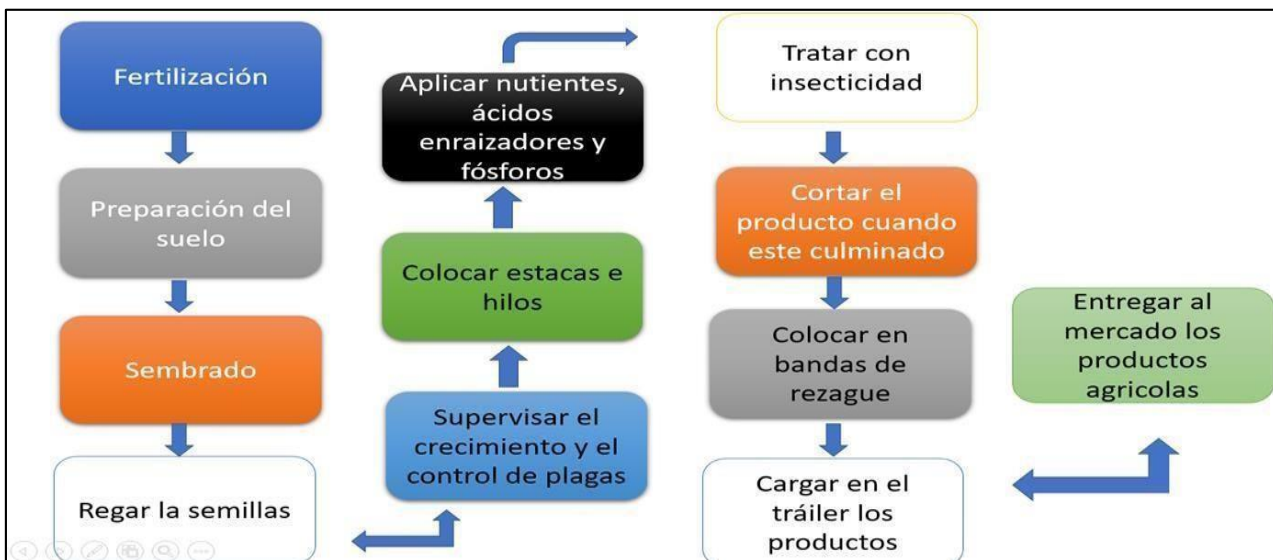 Fertilización
Preparación del
suelo
Sembrado
Regar la semillas
Supervisar el
crecimiento y el
control de plagas
Colocar estacas e
hilos
Aplicar nutientes,
ácidos
enraizadores y
fósforos
Tratar con
insecticidad
Cortar el
producto cuando
este culminado
Colocar en
bandas de
rezague
Cargar en el
tráiler los
productos
Entregar al
mercado los
productos
agricolas